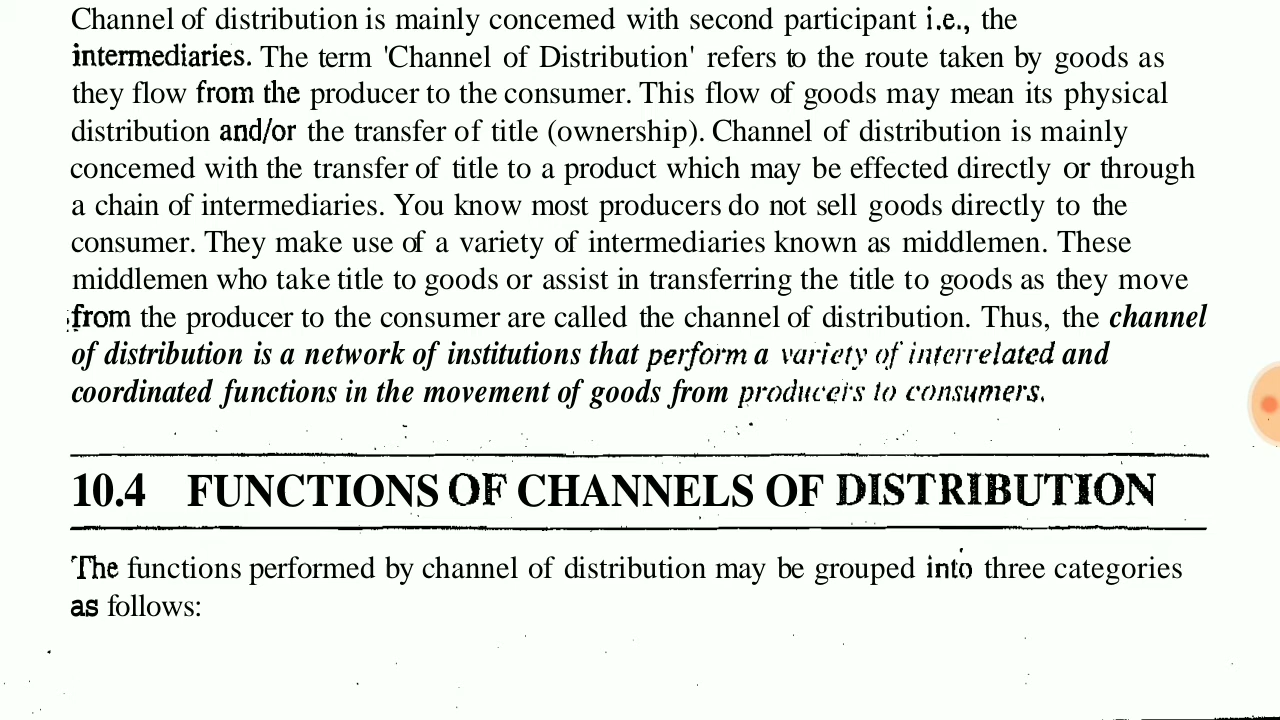 Channel of distribution is mainly concemed with second participant i.e., the
intermediaries. The term 'Channel of Distribution' refers to the route taken by goods as
they flow from the producer to the consumer. This flow of goods may mean its physical
distribution and/or the transfer of title (ownership). Channel of distribution is mainly
concemed with the transfer of title to a product which may be effected directly or through
a chain of intermediaries. You know most producers do not sell goods directly to the
consumer. They make use of a variety of intermediaries known as middlemen. These
middlemen who take title to goods or assist in transferring the title to goods as they move
from the producer to the consumer are called the channel of distribution. Thus, the channel
of distribution is a network of institutions that perform a variety of interrelated and
coordinated functions in the movement of goods from producers to consumers.
10.4 FUNCTIONS OF CHANNELS OF DISTRIBUTION
The functions performed by channel of distribution may be grouped into three categories
as follows: